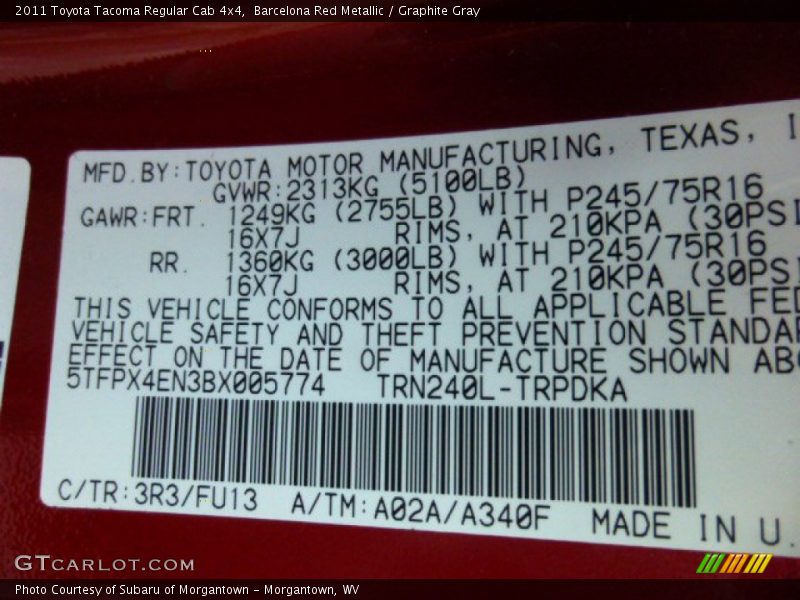 2011 Toyota Tacoma Regular Cab 4x4,  Barcelona Red Metallic / Graphite Gray
MFD.BY:TOYOTA MOTOR MANUFACTURING, TEXAS, I
GVWR:2313KG (5100LB)
GAWR:FRT. 1249KG (2755LB) WITH P245/75R16
16X7J RIMS, AT 210KPA (30PSI
RR. 1360KG (3000LB) WITH P245/75R16
16X7J RIMS, AT 210KPA (30PSI
THIS VEHICLE CONFORMS TO ALL APPLICABLE FED
VEHICLE SAFETY AND THEFT PREVENTION STANDAR
EFFECT ON THE DATE OF MANUFACTURE SHOWN ABO
5TFPX4EN3BX005774 TRN240L-TRPDKA
C/TR:3R3/FU13 A/TM:A02A/A340F MADE IN U.
GTCARLOT.COM
Photo Courtesy of Subaru of Morgantown - Morgantown, WV